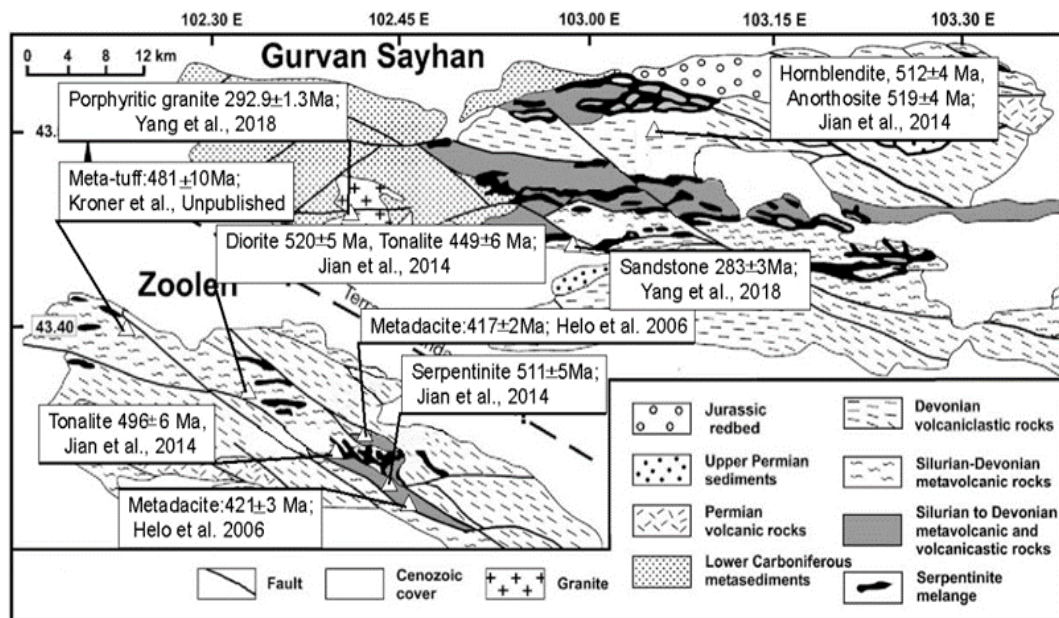 102.30 E 102.45 E 103.00 E 103.15 E 103.30 E
0 4 8 12 km
Gurvan Sayhan
Porphyritic granite 292.9±1.3Ma;
Yang et al., 2018
Hornblendite, 512±4 Ma,
Anorthosite 519±4 Ma;
Jian et al., 2014
Meta-tuff:481±10Ma;
Kroner et al., Unpublished
Diorite 520±5 Ma, Tonalite 449±6 Ma;
Jian et al., 2014
Sandstone 283±3Ma;
Yang et al., 2018
Zoolen
43.40
Metadacite:417±2Ma; Helo et al. 2006
Serpentinite 511±5Ma;
Jian et al., 2014
Tonalite 496±6 Ma,
Jian et al., 2014
Metadacite:421±3 Ma;
Helo et al. 2006
Jurassic
redbed
Upper Permian
sediments
Permian
volcanic rocks
Lower Carboniferous
metasediments
Devonian
volcaniclastic rocks
Silurian-Devonian
metavolcanic rocks
Silurian to Devonian
metavolcanic and
volcanicastic rocks
Serpentinite
melange
Fault
Cenozoic
cover
Granite